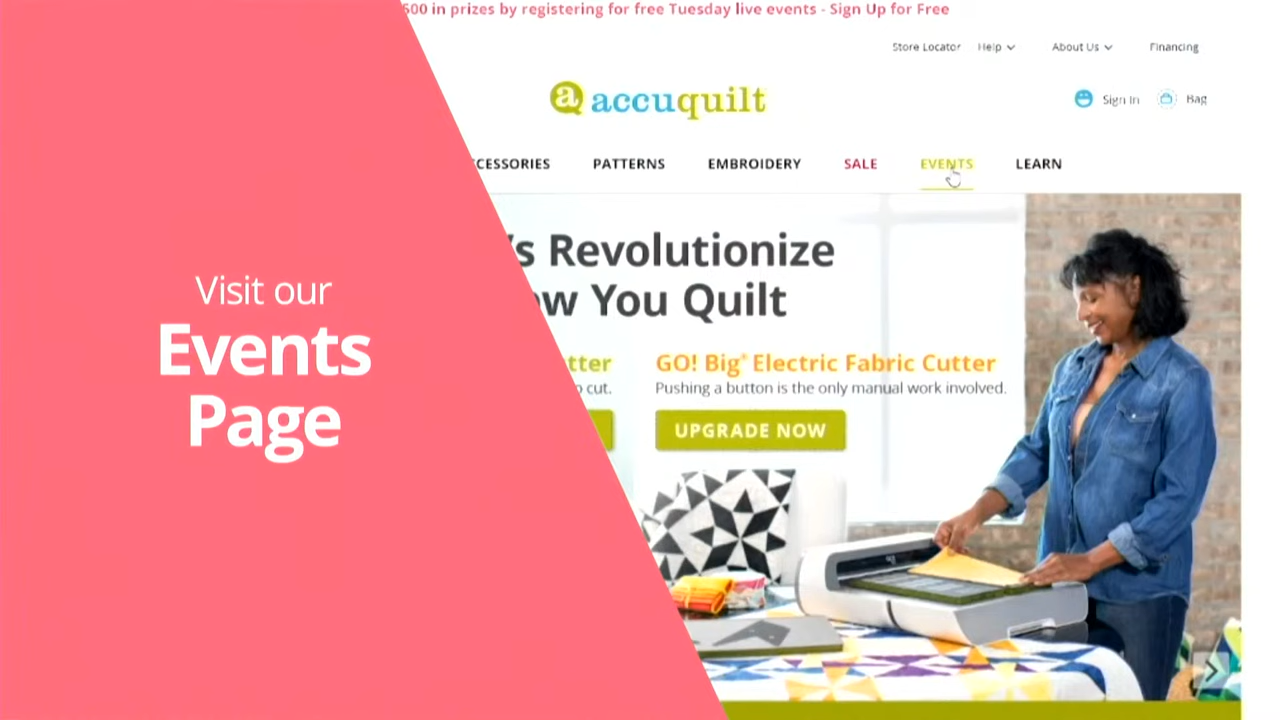 500 in prizes by registering for free Tuesday live events - Sign Up for Free
Store Locator Help About Us Financing
accuquilt
Sign In Bag
CCESSORIES PATTERNS EMBROIDERY SALE EVENTS LEARN
's Revolutionize
ow You Quilt
Visit our
Events
Page
tter
GO! Big® Electric Fabric Cutter
o cut.
Pushing a button is the only manual work involved.
UPGRADE NOW